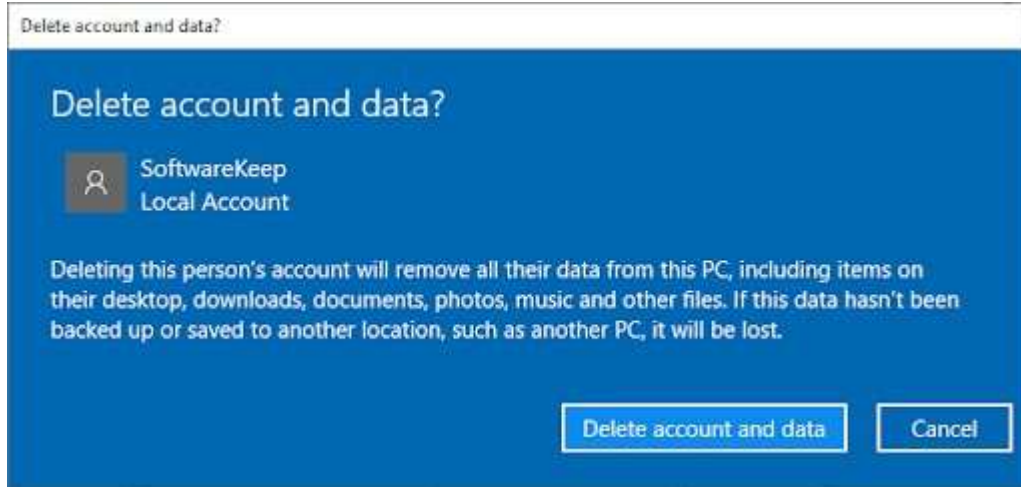 Delete account and data?
Delete account and data?
SoftwareKeep
Local Account
Deleting this person's account will remove all their data from this PC, including items on
their desktop, downloads, documents, photos, music and other files. If this data hasn't been
backed up or saved to another location, such as another PC, it will be lost.
Delete account and data
Cancel